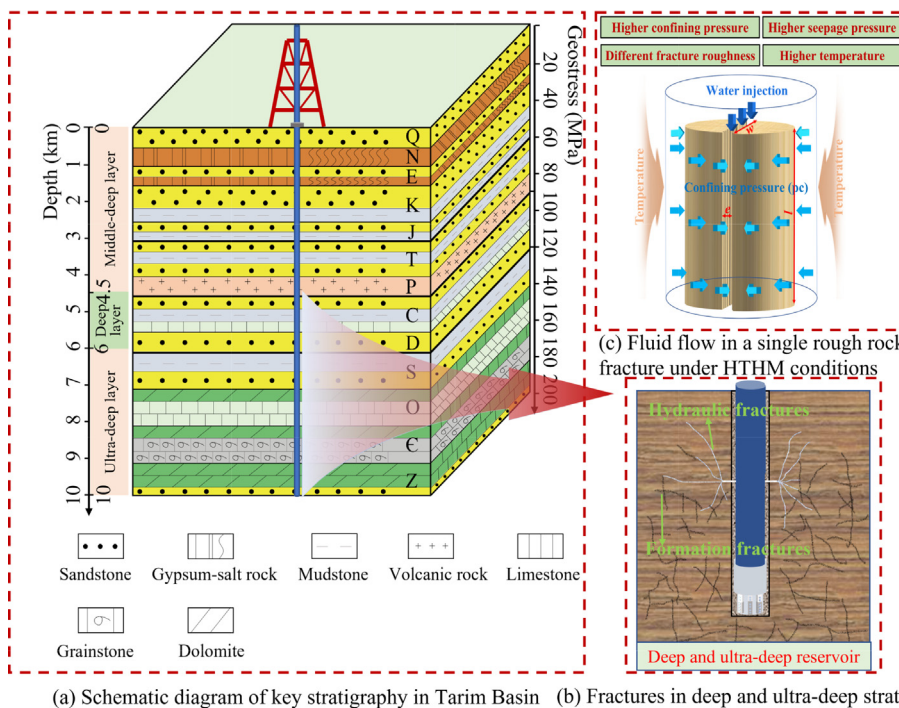 Depth (km)
0
1
2
3
4
5
6
7
8
9
10
0
4.5
6
10
Middle-deep layer
Deep
layer
Ultra-deep layer
Q
N
E
K
J
T
P
C
D
S
O
Є
Z
Geostress (MPa)
20
40
60
80
100
120
140
160
180
200
Sandstone
Gypsum-salt rock
Mudstone
Volcanic rock
Limestone
Grainstone
Dolomite
(a) Schematic diagram of key stratigraphy in Tarim Basin
Higher confining pressure
Higher seepage pressure
Different fracture roughness
Higher temperature
Water injection
w
Temperature
Confining pressure (pc)
e
l
Temperature
(c) Fluid flow in a single rough rock
fracture under HTHM conditions
Hydraulic fractures
Formation fractures
Deep and ultra-deep reservoir
(b) Fractures in deep and ultra-deep strat